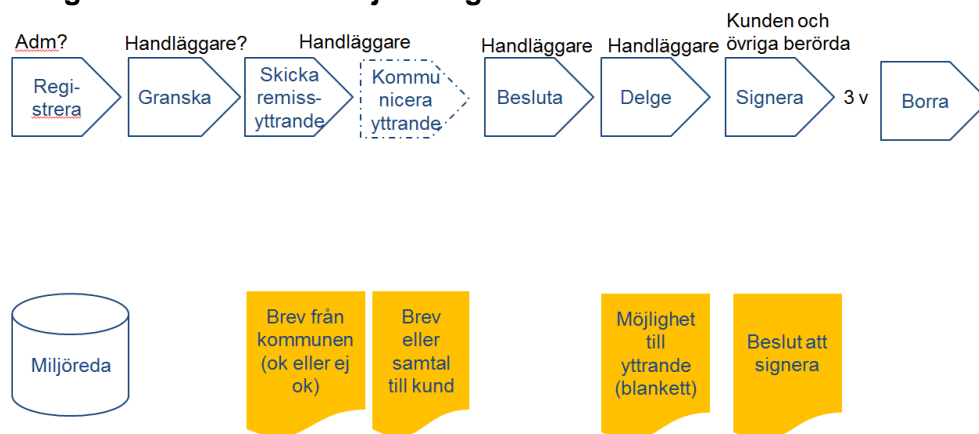 Kunden och
övriga berörda
Adm?
Handläggare?
Handläggare
Handläggare
Handläggare
Regi-
strera
Granska
Skicka
remiss-
yttrande
Kommu
nicera
yttrande
Besluta
Delge
Signera
3 v
Borra
Miljöreda
Brev från
kommunen
(ok eller ej
ok)
Brev
eller
samtal
till kund
Möjlighet
till
yttrande
(blankett)
Beslut att
signera